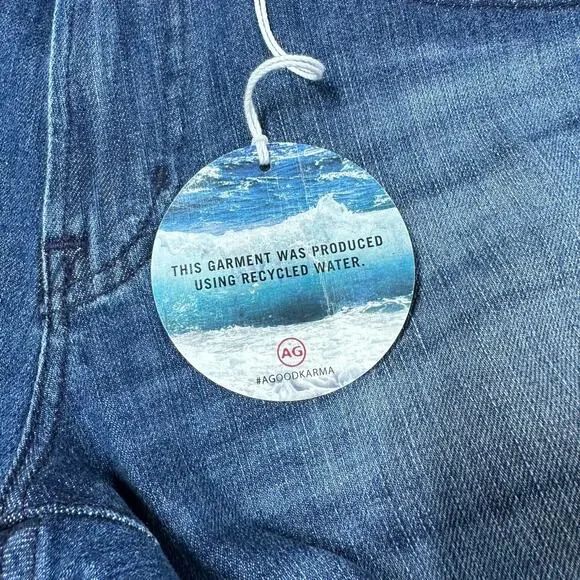 THIS GARMENT WAS PRODUCED
USING RECYCLED WATER.
AG
#AGOODKARMA